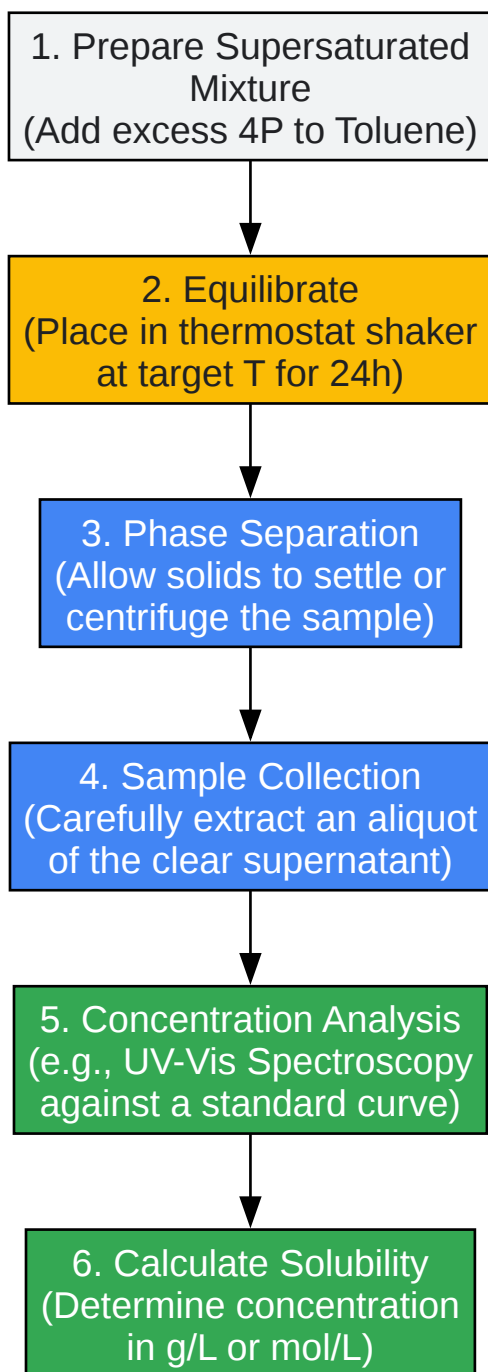 1. Prepare Supersaturated
Mixture
(Add excess 4P to Toluene)
2. Equilibrate
(Place in thermostat shaker
at target T for 24h)
3. Phase Separation
(Allow solids to settle or
centrifuge the sample)
4. Sample Collection
(Carefully extract an aliquot
of the clear supernatant)
5. Concentration Analysis
(e.g., UV-Vis Spectroscopy
against a standard curve)
6. Calculate Solubility
(Determine concentration
in g/L or mol/L)